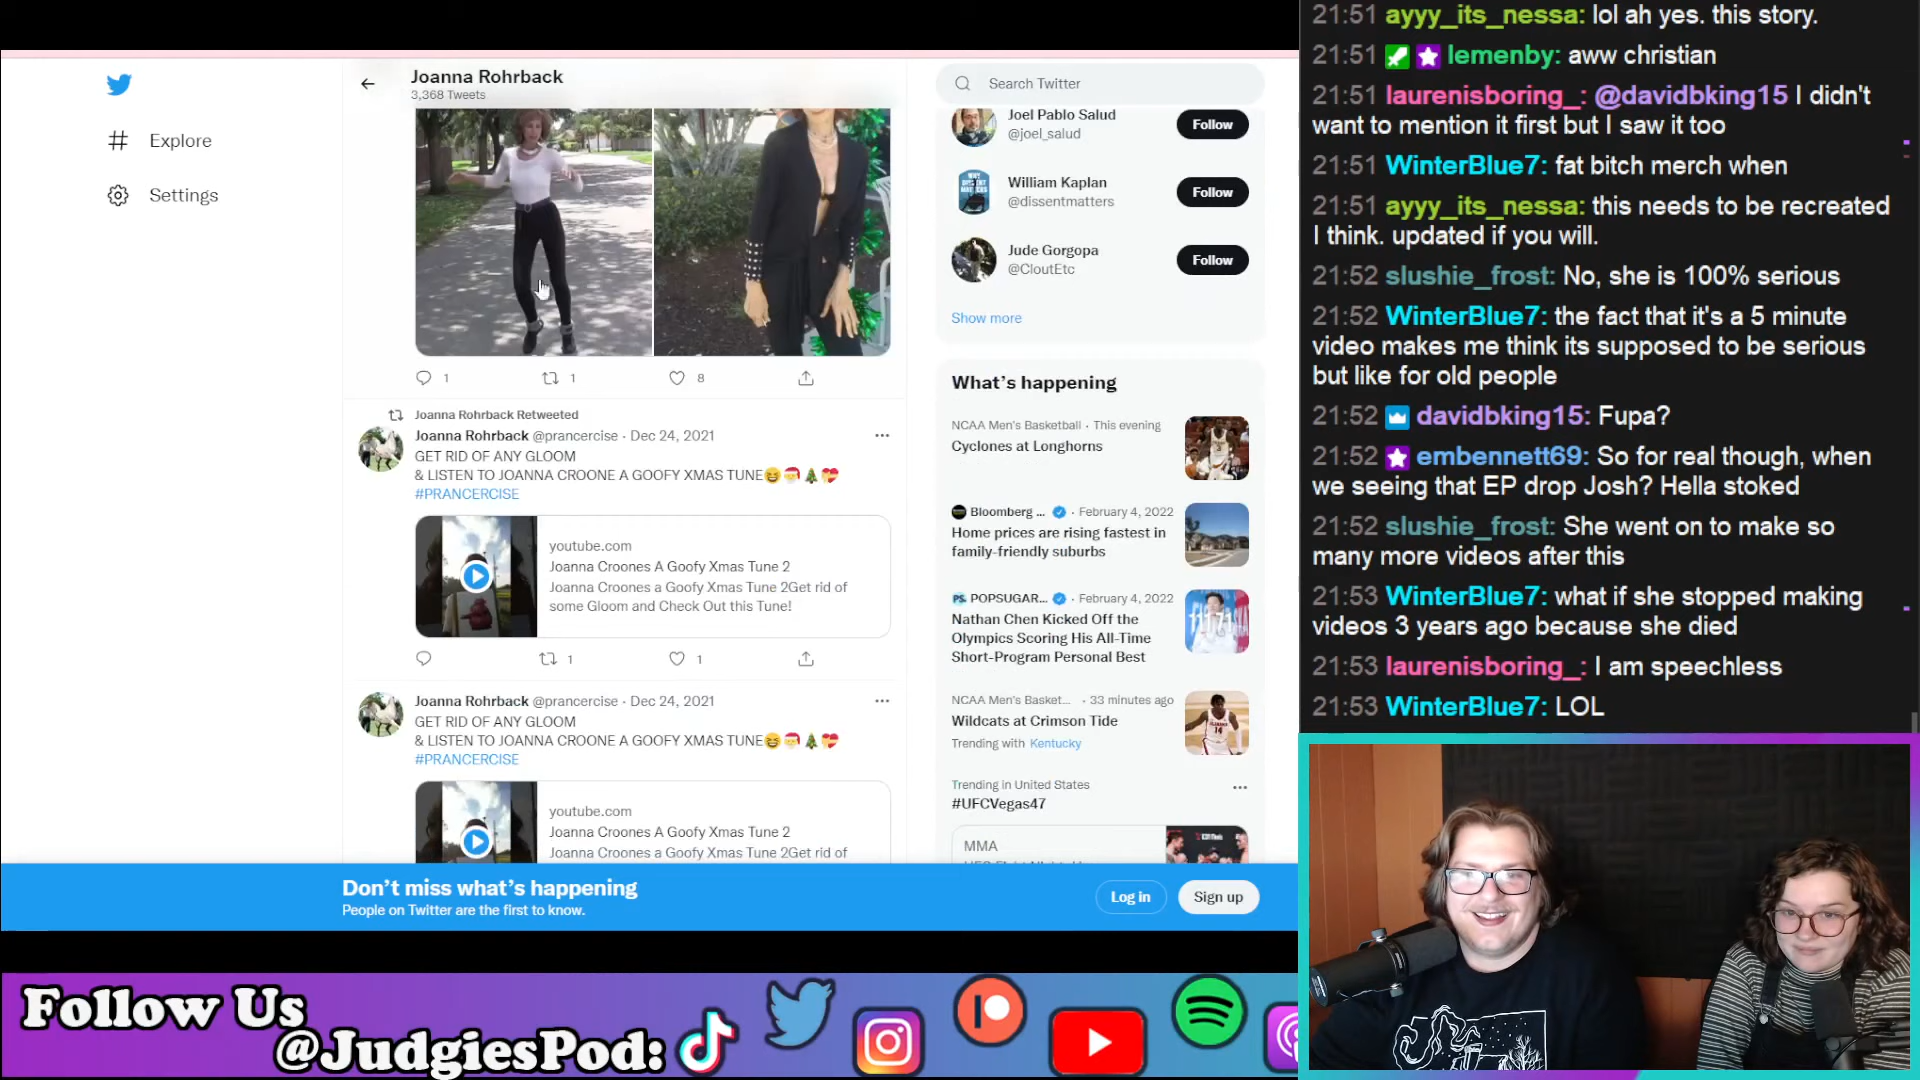 Joanna Rohrback
3,368 Tweets
Explore
Settings
1
1
8
Joanna Rohrback Retweeted
Joanna Rohrback @prancercise · Dec 24, 2021
GET RID OF ANY GLOOM
& LISTEN TO JOANNA CROONE A GOOFY XMAS TUNE😆🎅🎄💝
#PRANCERCISE
youtube.com
Joanna Croones A Goofy Xmas Tune 2
Joanna Croones a Goofy Xmas Tune 2Get rid of
some Gloom and Check Out this Tune!
1
1
Joanna Rohrback @prancercise · Dec 24, 2021
GET RID OF ANY GLOOM
& LISTEN TO JOANNA CROONE A GOOFY XMAS TUNE😆🎅🎄💝
#PRANCERCISE
youtube.com
Joanna Croones A Goofy Xmas Tune 2
Joanna Croones a Goofy Xmas Tune 2Get rid of
Search Twitter
Joel Pablo Salud
@joel_salud
Follow
William Kaplan
@dissentmatters
Follow
Jude Gorgopa
@CloutEtc
Follow
Show more
What's happening
NCAA Men's Basketball · This evening
Cyclones at Longhorns
Bloomberg ... · February 4, 2022
Home prices are rising fastest in
family-friendly suburbs
PS. POPSUGAR... · February 4, 2022
Nathan Chen Kicked Off the
Olympics Scoring His All-Time
Short-Program Personal Best
NCAA Men's Basket... · 33 minutes ago
Wildcats at Crimson Tide
Trending with Kentucky
Trending in United States
#UFCVegas47
MMA
Don't miss what's happening
People on Twitter are the first to know.
Log in
Sign up
Follow Us
@JudgiesPod:
21:51 ayyy_its_nessa: lol ah yes. this story.
21:51 lemenby: aww christian
21:51 laurenisboring_: @davidbking15 I didn't
want to mention it first but I saw it too
21:51 WinterBlue7: fat bitch merch when
21:51 ayyy_its_nessa: this needs to be recreated
I think. updated if you will.
21:52 slushie_frost: No, she is 100% serious
21:52 WinterBlue7: the fact that it's a 5 minute
video makes me think its supposed to be serious
but like for old people
21:52 davidbking15: Fupa?
21:52 embennett69: So for real though, when
we seeing that EP drop Josh? Hella stoked
21:52 slushie_frost: She went on to make so
many more videos after this
21:53 WinterBlue7: what if she stopped making
videos 3 years ago because she died
21:53 laurenisboring_: I am speechless
21:53 WinterBlue7: LOL